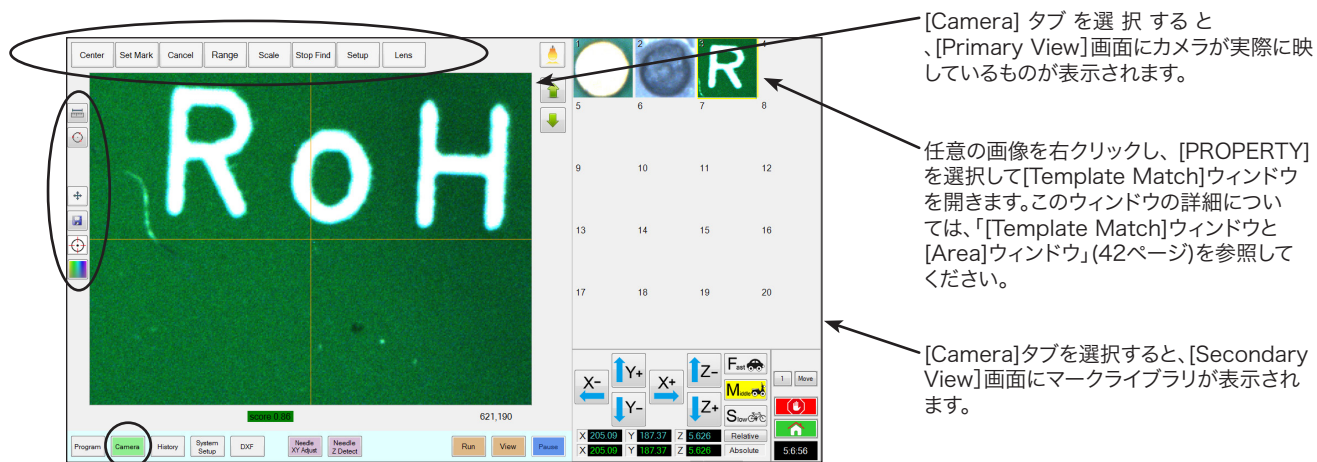 Center Set Mark Cancel Range Scale Stop Find Setup Lens
RoH
score 0.86
621,190
Program Camera History System Setup DXF Needle XY Adjust Needle Z Detect Run View Pause
1 2 3 4
R
5 6 7 8
9 10 11 12
13 14 15 16
17 18 19 20
X- Y+ X+ Z- Fast
Y- Z+ Middle
Slow
1 Move
X 205.09 Y 187.37 Z 5.626 Relative
X 205.09 Y 187.37 Z 5.626 Absolute
5:6:56
[Camera] タブ を選 択 する と
、[Primary View]画面にカメラが実際に映
しているものが表示されます。
任意の画像を右クリックし、[PROPERTY]
を選択して[Template Match]ウィンドウ
を開きます。このウィンドウの詳細につい
ては、「[Template Match]ウィンドウと
[Area]ウィンドウ」(42ページ)を参照して
ください。
[Camera]タブを選択すると、[Secondary
View]画面にマークライブラリが表示され
ます。